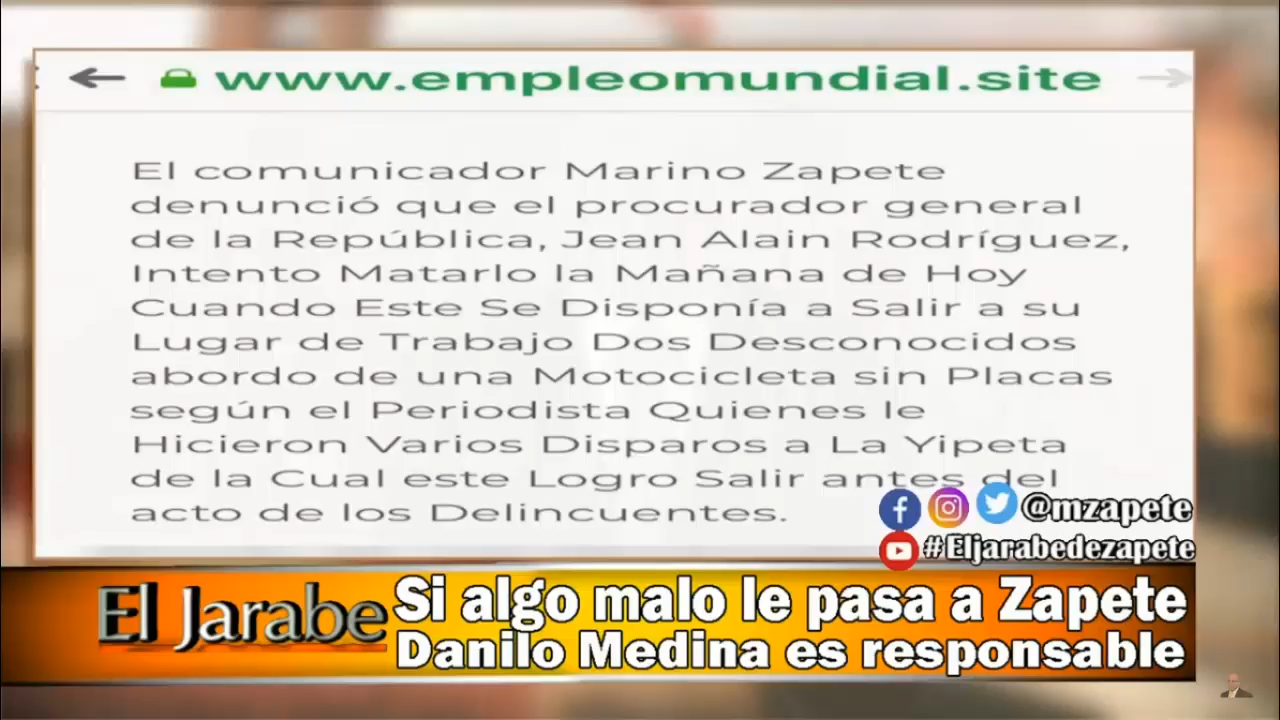 www.empleomundial.site
El comunicador Marino Zapete
denunció que el procurador general
de la República, Jean Alain Rodríguez,
Intento Matarlo la Mañana de Hoy
Cuando Este Se Disponía a Salir a su
Lugar de Trabajo Dos Desconocidos
abordo de una Motocicleta sin Placas
según el Periodista Quienes le
Hicieron Varios Disparos a La Yipeta
de la Cual este Logro Salir antes del
acto de los Delincuentes.
@mzapete
#Eljarabedezapete
El Jarabe
Si algo malo le pasa a Zapete
Danilo Medina es responsable